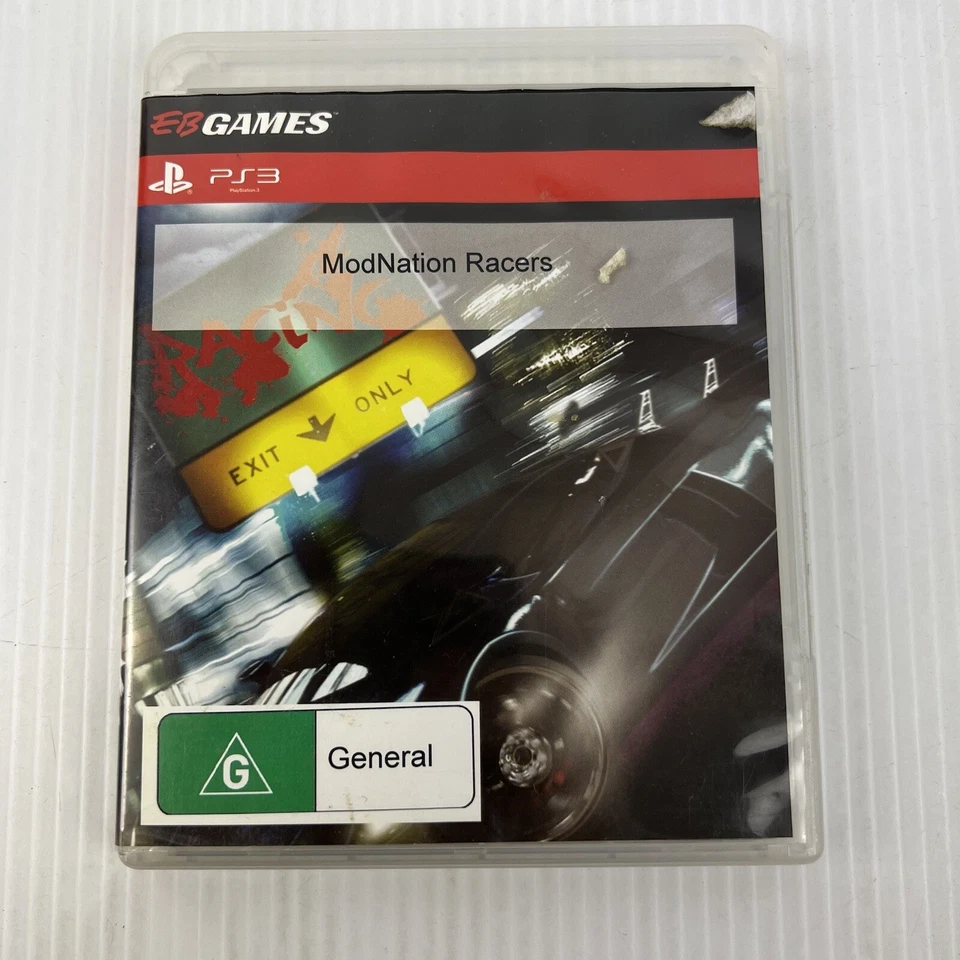 EBGAMES
PS3
PlayStation.3
ModNation Racers
RACING
EXIT ONLY
G
General